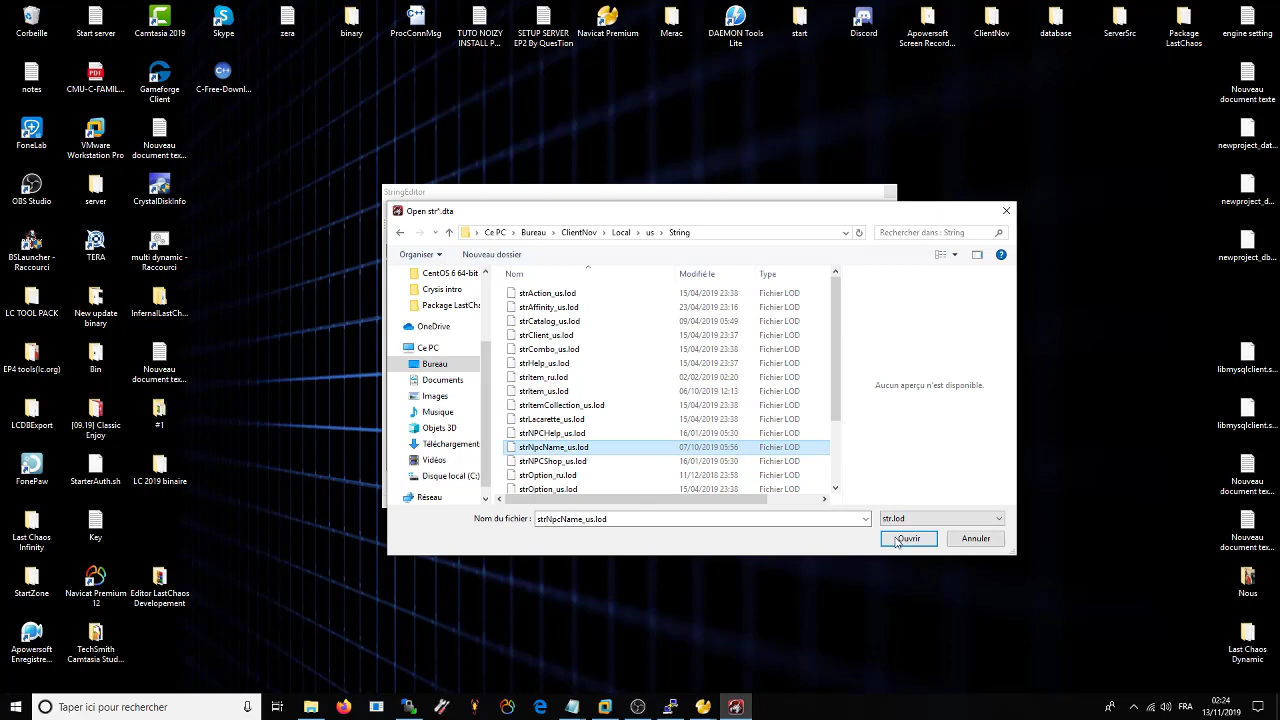 Corbeille
Start server
Camtasia 2019
Skype
zera
binary
ProcConnMsg
TUTO NOIZY
INSTALL P...
SETUP SERVER
EP2 By QuesTion
Navicat Premium
Merac
DAEMON Tools
Lite
start
Discord
Apowersoft
Screen Record...
ClientNov
database
ServerSrc
Package
LastChaos
engine setting
notes
CMU-C-FAMIL...
Gameforge
Client
C-Free-Downl...
Nouveau
document texte
FoneLab
VMware
Workstation Pro
Nouveau
document tex...
newproject_dat...
OBS Studio
server
CrystalDiskInfo
newproject_d...
BSLauncher -
Raccourci
TERA
multi dynamic -
Raccourci
newproject_db...
LC TOOL PACK
New update
binary
InfernalLastCh...
EP4 tools(lc.org)
Bin
Nouveau
document tex...
libmysqlclient.s...
LCDBExport
[09.19] Classic
Enjoy
#1
libmysqlclient.s...
FonePaw
StarterAuth.sh
LC 2019 binaire
Nouveau
document tex...
Last Chaos
Infinity
Key
Nouveau
document tex...
StartZone
Navicat Premium
12
Editor LastChaos
Developement
Nous
Apowersoft
Enregistre...
TechSmith
Camtasia Stud...
Last Chaos
Dynamic
StringEditor
Open str*.dta
Ce PC > Bureau > ClientNov > Local > us > String
Rechercher dans : String
Organiser
Nouveau dossier
CentOS 6 64-bit
Crysis intro
Package LastCha
OneDrive
Ce PC
Bureau
Documents
Images
Musique
Objets 3D
Téléchargement
Vidéos
Disque local (C:)
Réseau
Nom Modifié le Type
strAction_us.lod 15/04/2019 23:38 Fichier LOD
strAffinity_us.lod 23/04/2019 23:16 Fichier LOD
strCatalog_us.lod 09/04/2019 05:49 Fichier LOD
strClient_us.lod 15/04/2019 23:37 Fichier LOD
strCombo_us.lod 15/04/2019 23:38 Fichier LOD
strHelp_us.lod 15/04/2019 23:37 Fichier LOD
strItem_ru.lod 02/02/2019 02:20 Fichier LOD
strItem_us.lod 06/10/2019 12:13 Fichier LOD
strItemCollection_us.lod 15/04/2019 23:38 Fichier LOD
strLacarette_us.lod 15/04/2019 23:38 Fichier LOD
strNPCHelp_us.lod 16/01/2019 05:30 Fichier LOD
strNpcName_us.lod 07/10/2019 05:56 Fichier LOD
strNPCShop_us.lod 16/01/2019 05:30 Fichier LOD
strOption_ru.lod 11/12/2018 23:58 Fichier LOD
strOption_us.lod 15/04/2019 23:38 Fichier LOD
Aucun aperçu n'est disponible.
Nom du fichier : strNpcName_us.lod
str.lod
Ouvrir
Annuler
Taper ici pour rechercher
FRA
02:24
13/11/2019